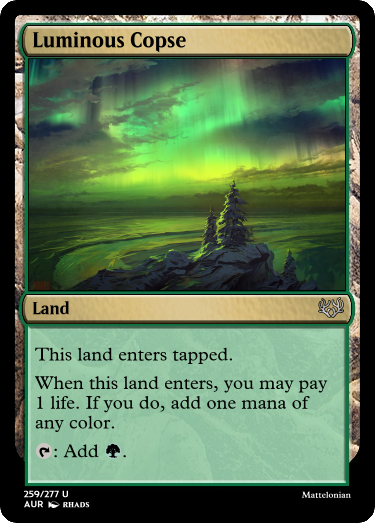 Luminous Copse
Land
This land enters tapped.
When this land enters, you may pay
1 life. If you do, add one mana of
any color.
: Add .
259/277 U
AUR RHADS
Mattelonian